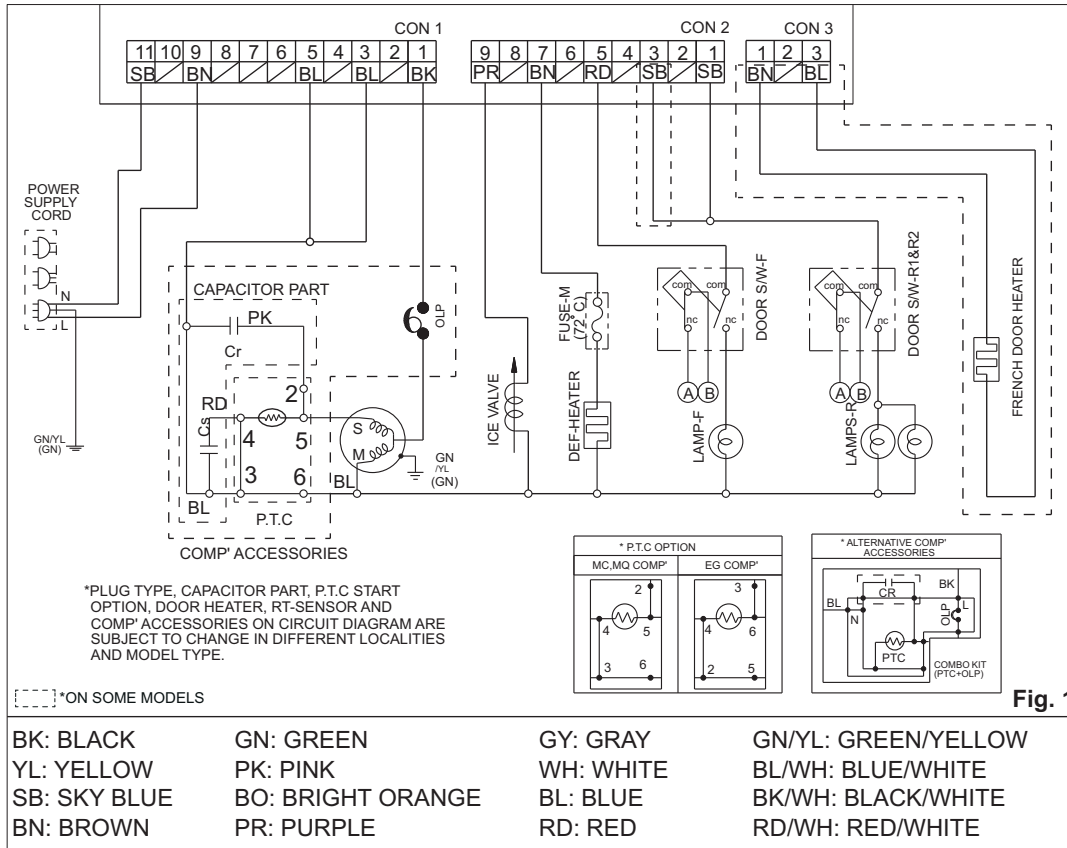 CON 1
CON 2
CON 3
11 10 9 8 7 6 5 4 3 2 1
SB BN BL BL BK
9 8 7 6 5 4 3 2 1
PR BN RD SB SB
1 2 3
BN BL
POWER
SUPPLY
CORD
N
L
GN/YL
(GN)
CAPACITOR PART
PK
Cr
RD
Cs
2
4
5
3
6
BL
P.T.C
COMP' ACCESSORIES
6
OLP
S
M
BL
GN
/YL
(GN)
ICE VALVE
FUSE-M
(72˚C)
DEF-HEATER
com
com
nc
nc
DOOR S/W-F
A B
LAMP-F
com
com
nc
nc
DOOR S/W-R1&R2
A B
LAMPS-R
FRENCH DOOR HEATER
*PLUG TYPE, CAPACITOR PART, P.T.C START
OPTION, DOOR HEATER, RT-SENSOR AND
COMP' ACCESSORIES ON CIRCUIT DIAGRAM ARE
SUBJECT TO CHANGE IN DIFFERENT LOCALITIES
AND MODEL TYPE.
*ON SOME MODELS
* P.T.C OPTION
MC,MQ COMP'
EG COMP'
2
4
5
3
6
3
4
6
2
5
* ALTERNATIVE COMP'
ACCESSORIES
CR
BK
BL
N
L
OLP
PTC
COMBO KIT
(PTC+OLP)
Fig. 1
BK: BLACK GN: GREEN GY: GRAY GN/YL: GREEN/YELLOW
YL: YELLOW PK: PINK WH: WHITE BL/WH: BLUE/WHITE
SB: SKY BLUE BO: BRIGHT ORANGE BL: BLUE BK/WH: BLACK/WHITE
BN: BROWN PR: PURPLE RD: RED RD/WH: RED/WHITE